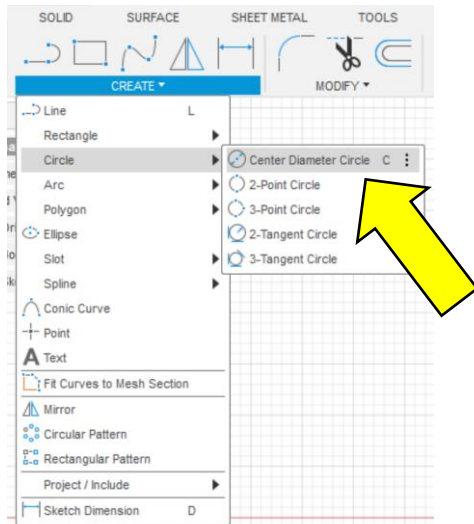 SOLID SURFACE SHEET METAL TOOLS
CREATE ▾ MODIFY ▾
Line L
Rectangle
Circle
Center Diameter Circle C
Arc
2-Point Circle
Polygon
3-Point Circle
Ellipse
2-Tangent Circle
Slot
3-Tangent Circle
Spline
Conic Curve
Point
A Text
Fit Curves to Mesh Section
Mirror
Circular Pattern
Rectangular Pattern
Project / Include
Sketch Dimension D